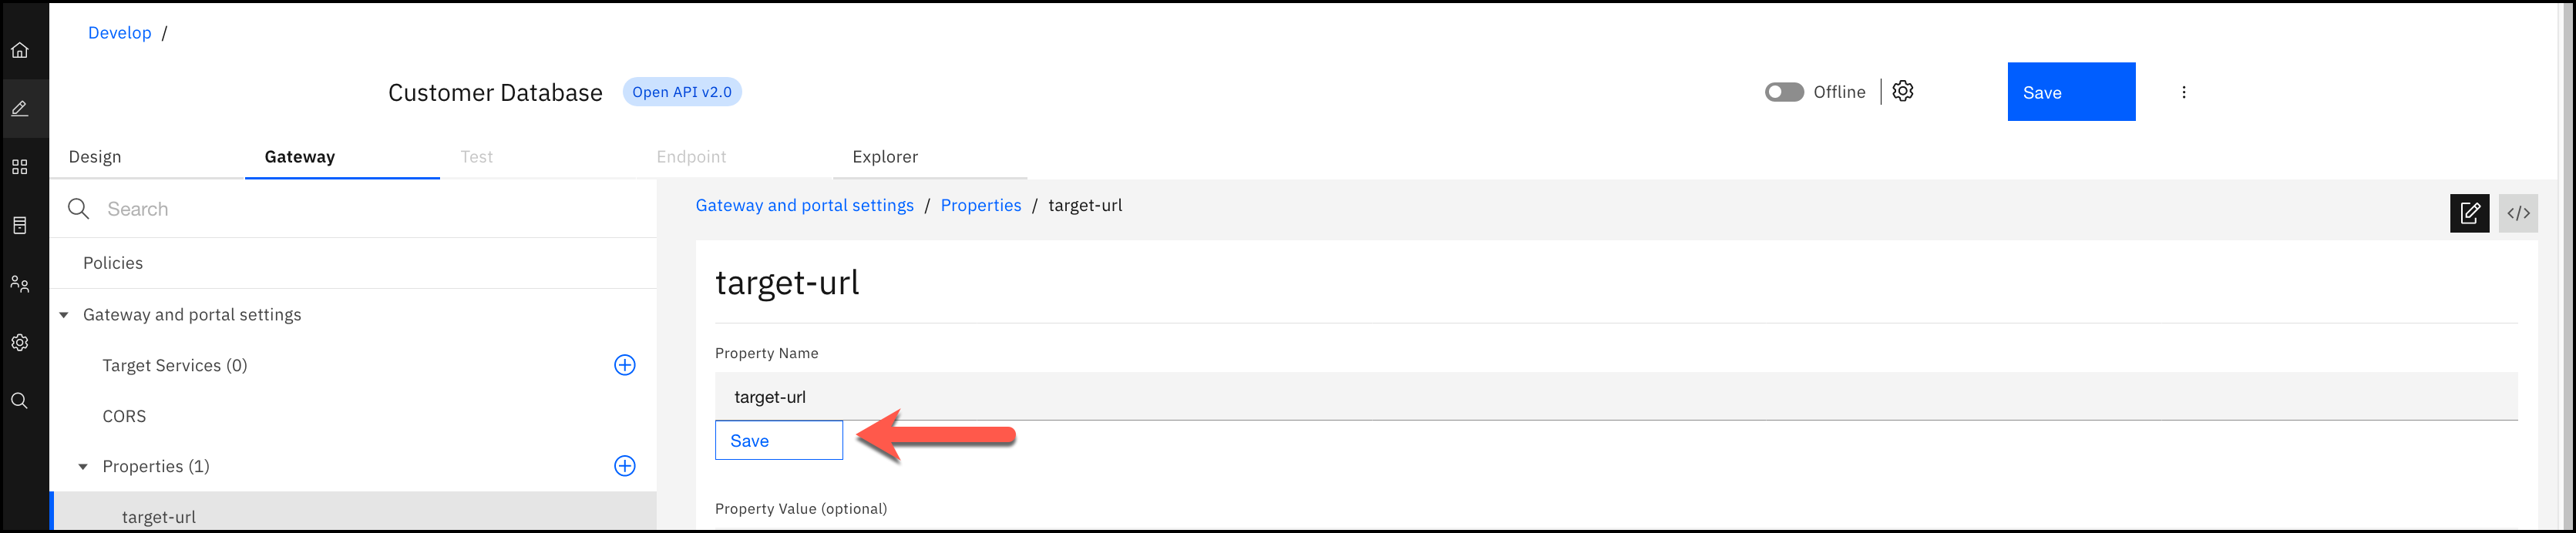 Develop /
Customer Database Open API v2.0 Offline Save
Design Gateway Test Endpoint Explorer
Search
Policies
Gateway and portal settings
Target Services (0)
CORS
Properties (1)
target-url
Gateway and portal settings / Properties / target-url
target-url
Property Name
target-url
Save
Property Value (optional)